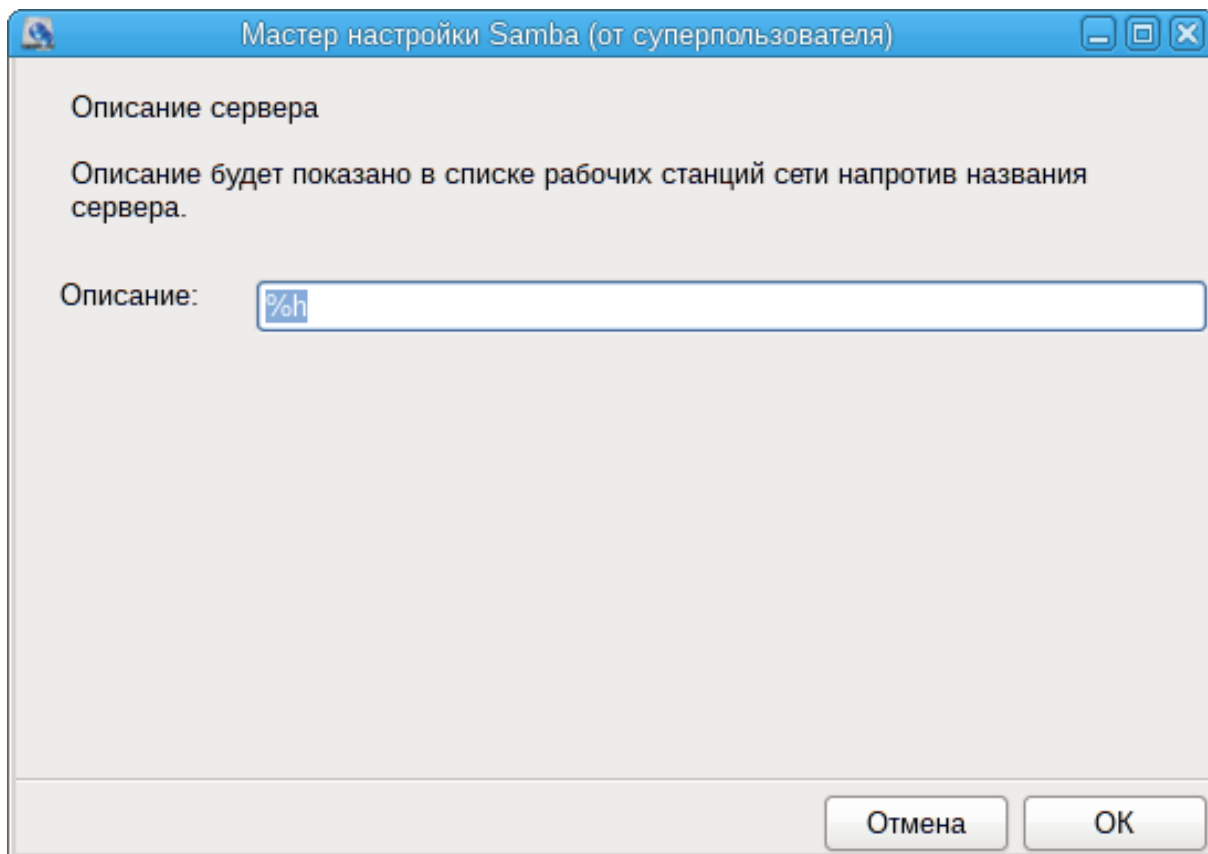 Мастер настройки Samba (от суперпользователя)
Описание сервера
Описание будет показано в списке рабочих станций сети напротив названия
сервера.
Описание:
%h
Отмена
OK